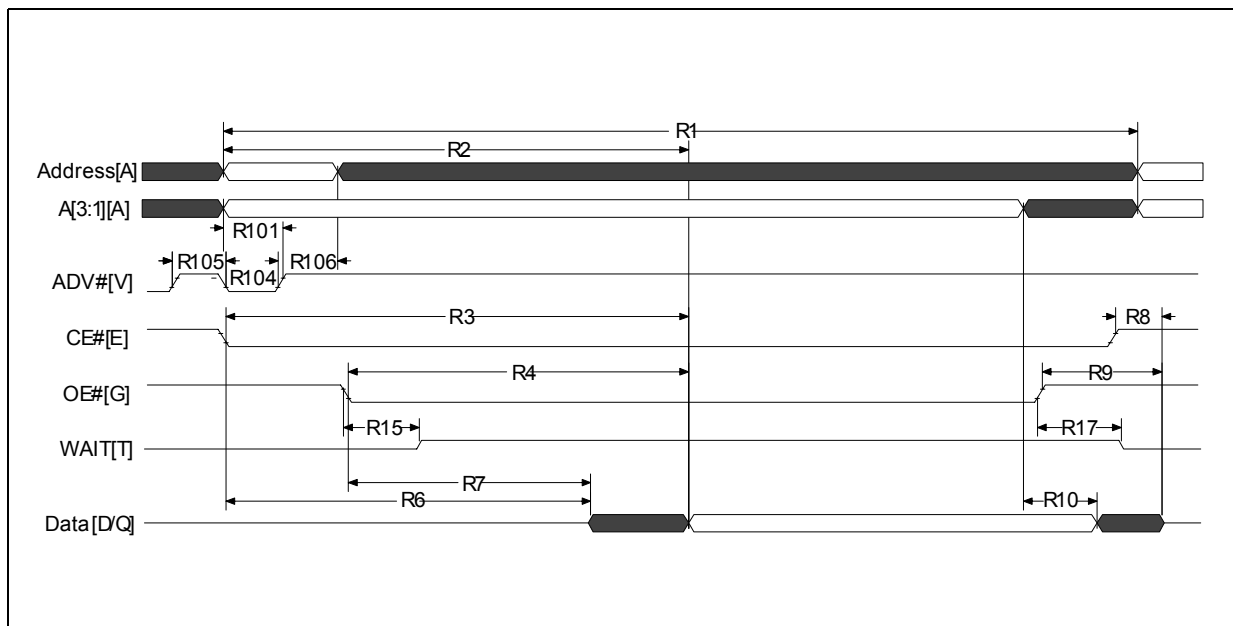 R1
R2
Address[A]
A[3:1][A]
R101
R105
R104
R106
ADV#[V]
R3
R8
CE#[E]
R4
R9
OE#[G]
R15
R17
WAIT[T]
R7
R6
R10
Data[D/Q]